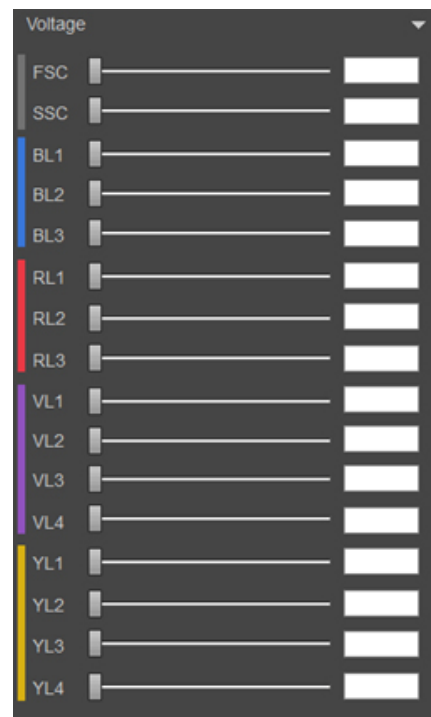 Voltage
FSC
SSC
BL1
BL2
BL3
RL1
RL2
RL3
VL1
VL2
VL3
VL4
YL1
YL2
YL3
YL4